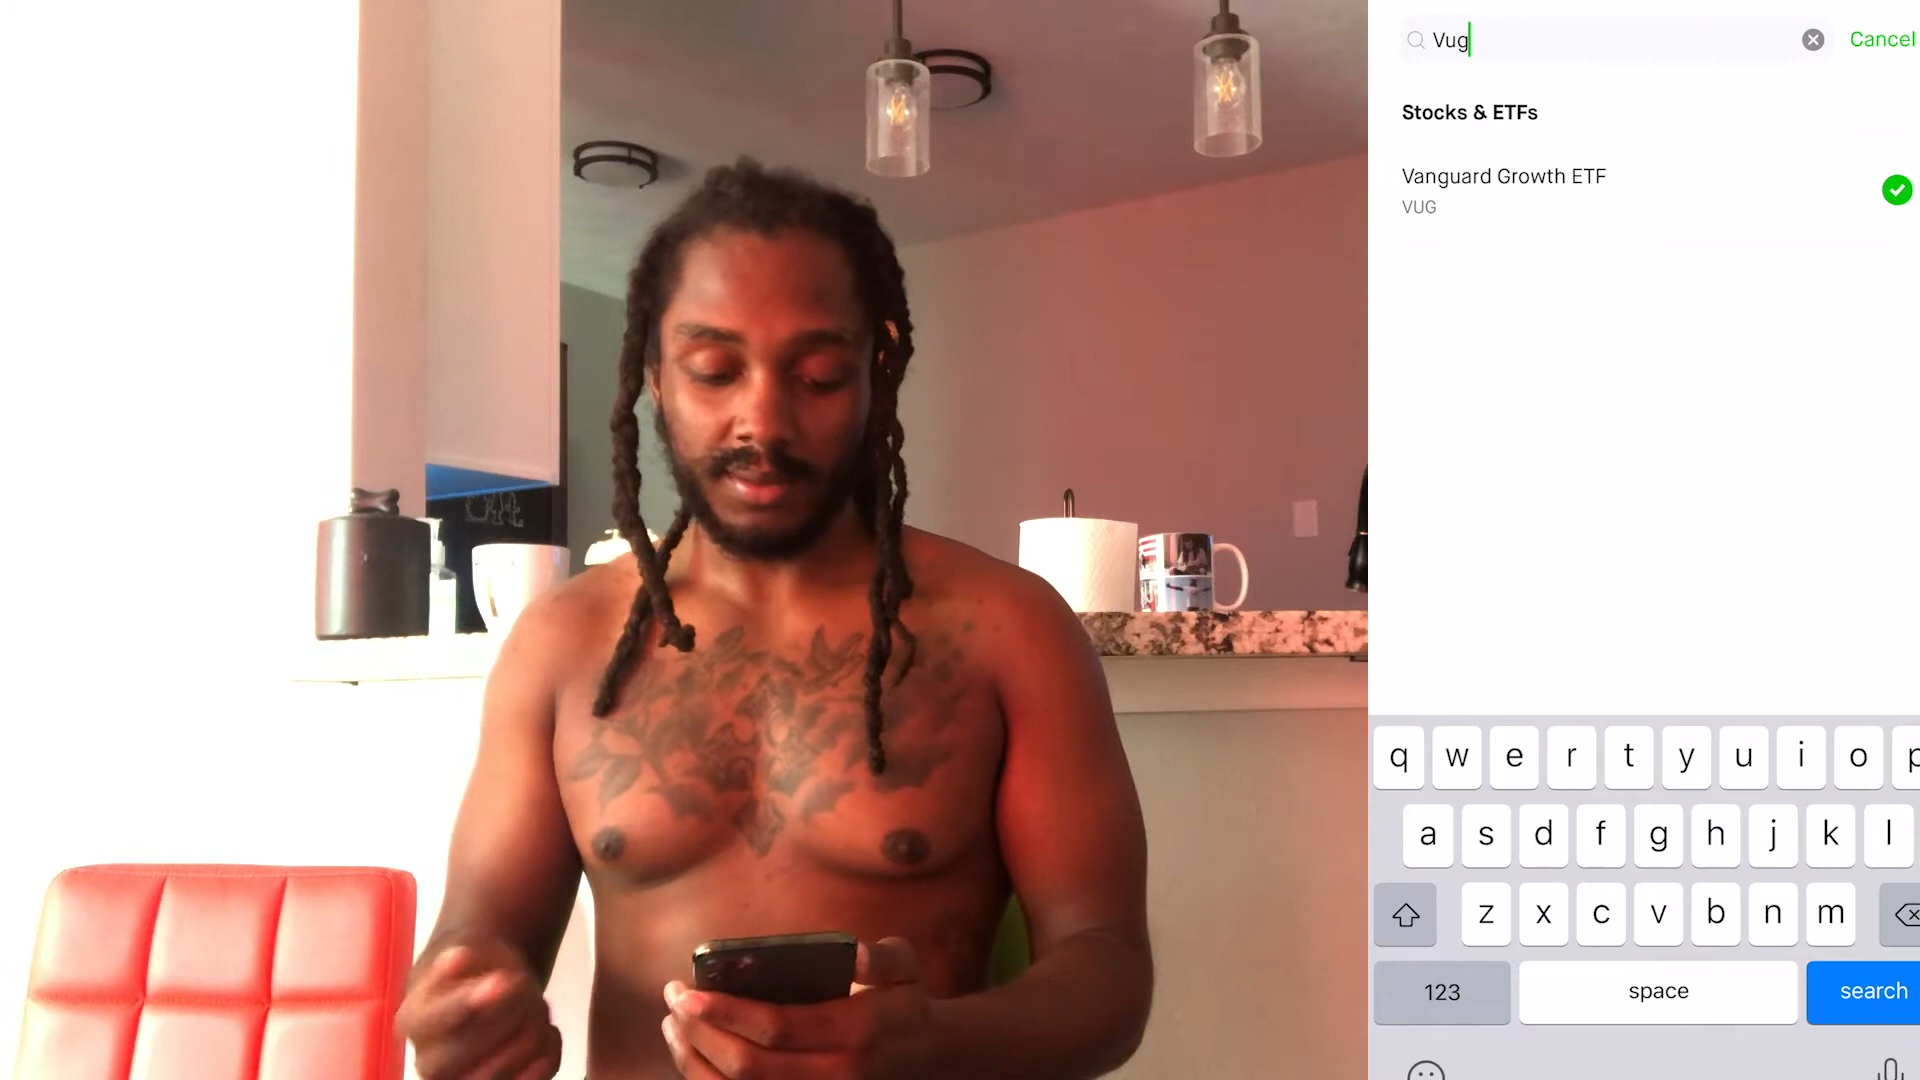 Vug
Cancel
Stocks & ETFs
Vanguard Growth ETF
VUG
q w e r t y u i o p
a s d f g h j k l
z x c v b n m
123 space search